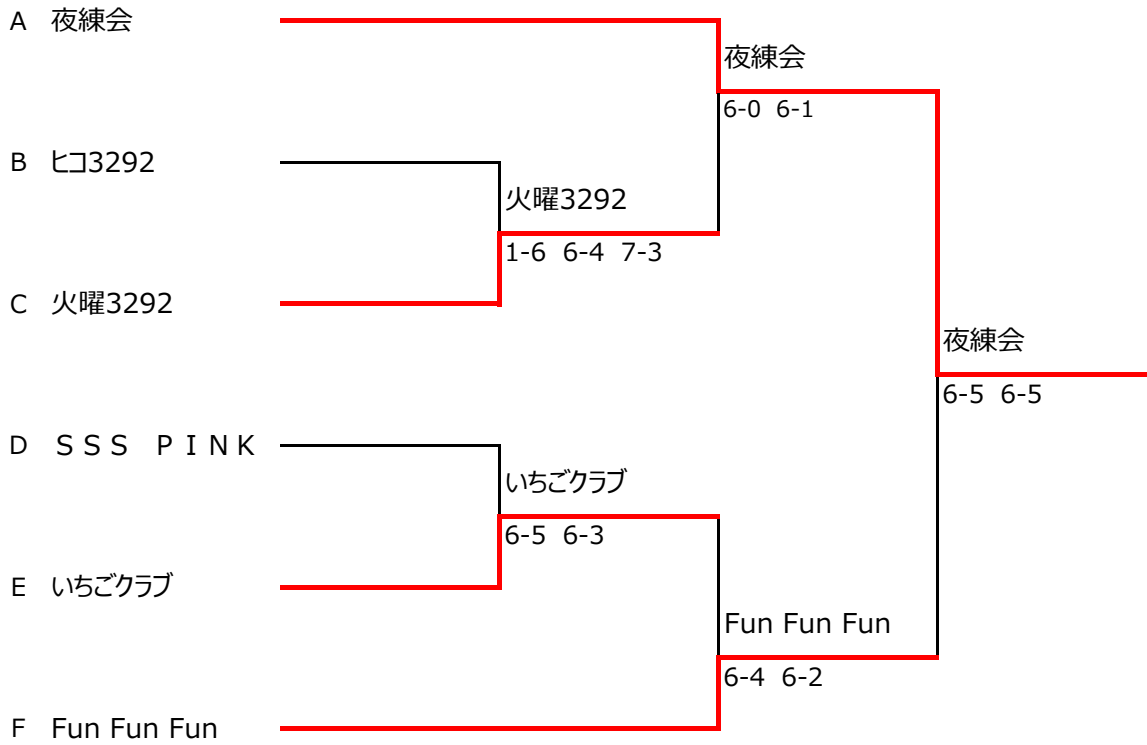 A 夜練会
夜練会
6-0 6-1
B ヒコ3292
火曜3292
1-6 6-4 7-3
C 火曜3292
夜練会
6-5 6-5
D ＳＳＳ　ＰＩＮＫ
いちごクラブ
6-5 6-3
E いちごクラブ
Fun Fun Fun
6-4 6-2
F Fun Fun Fun